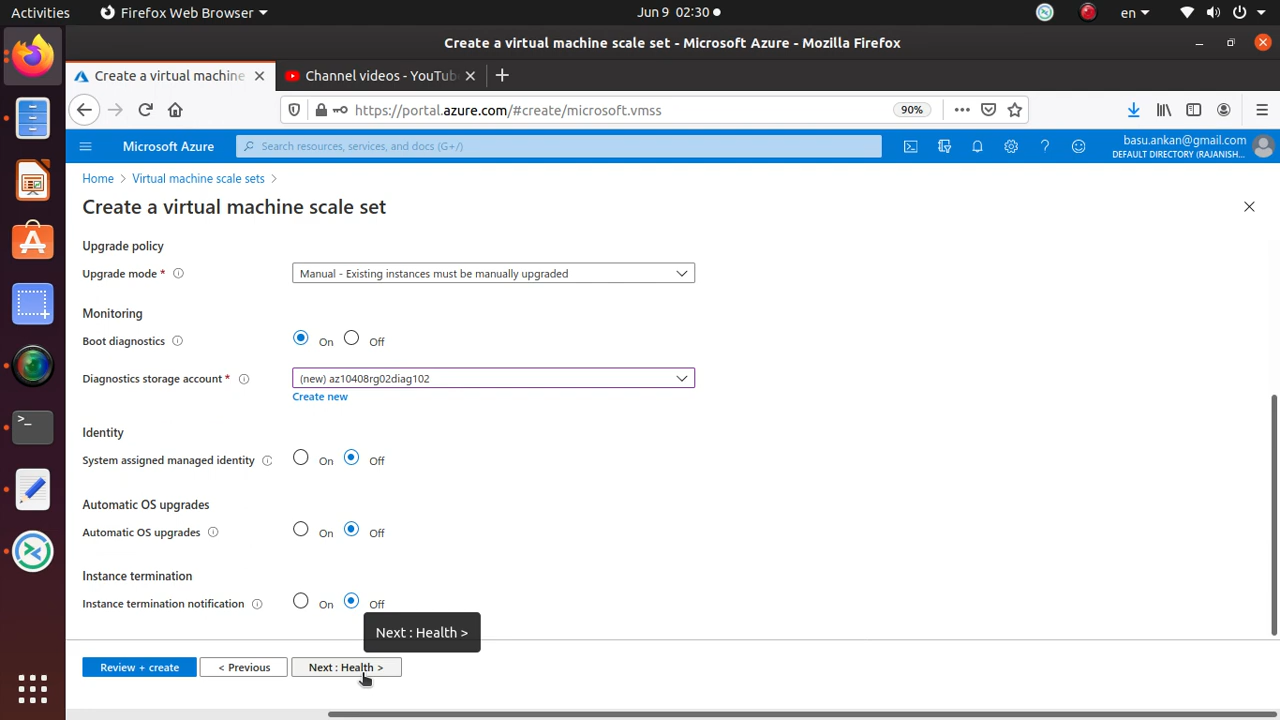 Activities
Firefox Web Browser
Jun 9 02:30
en
Create a virtual machine scale set - Microsoft Azure - Mozilla Firefox
Create a virtual machine
Channel videos - YouTub
https://portal.azure.com/#create/microsoft.vmss
90%
Microsoft Azure
Search resources, services, and docs (G+/)
basu.ankan@gmail.com
DEFAULT DIRECTORY (RAJANISH...
Home > Virtual machine scale sets >
Create a virtual machine scale set
Upgrade policy
Upgrade mode *
Manual - Existing instances must be manually upgraded
Monitoring
Boot diagnostics
On
Off
Diagnostics storage account *
(new) az10408rg02diag102
Create new
Identity
System assigned managed identity
On
Off
Automatic OS upgrades
Automatic OS upgrades
On
Off
Instance termination
Instance termination notification
On
Off
Next : Health >
Review + create
< Previous
Next : Health >